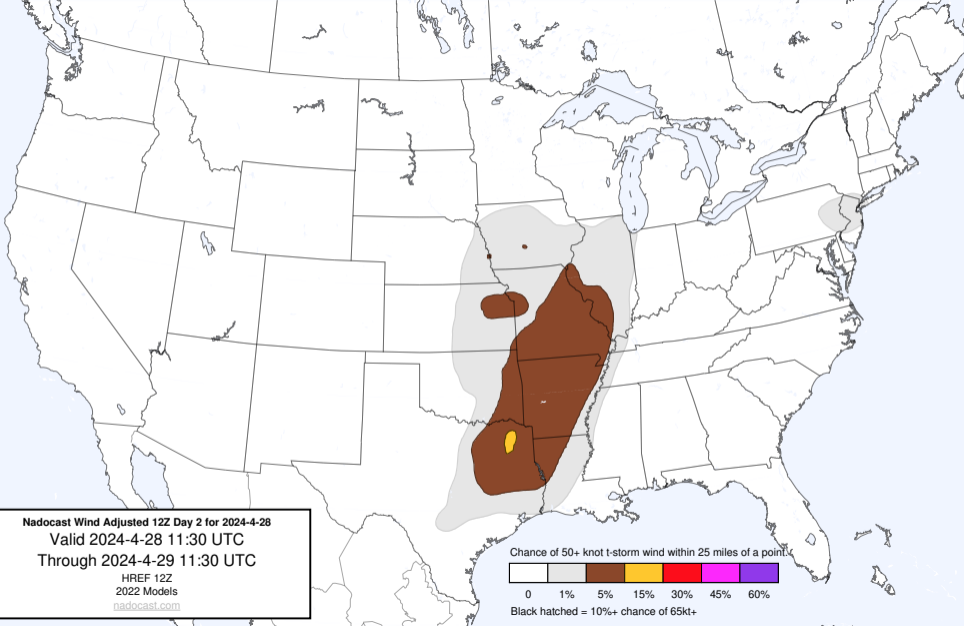 Nadocast Wind Adjusted 12Z Day 2 for 2024-4-28
Valid 2024-4-28 11:30 UTC
Through 2024-4-29 11:30 UTC
HREF 12Z
2022 Models
nadocast.com
Chance of 50+ knot t-storm wind within 25 miles of a point.
0 1% 5% 15% 30% 45% 60%
Black hatched = 10%+ chance of 65kt+